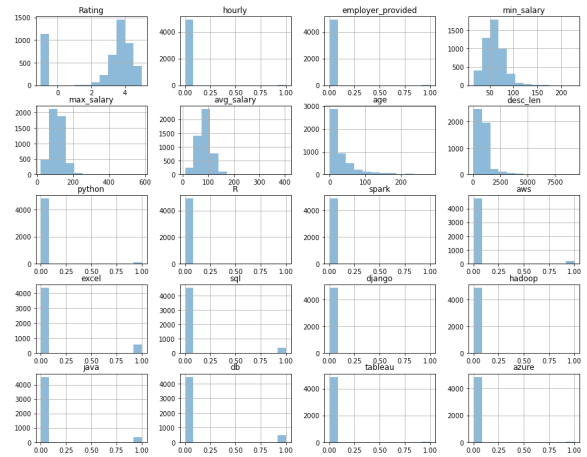 Rating hourly employer_provided min_salary
1500 1000 500 0
0 2 4
4000 2000 0
0.00 0.25 0.50 0.75 1.00
4000 2000 0
0.00 0.25 0.50 0.75 1.00
1500 1000 500 0
50 100 150 200
max_salary avg_salary age desc_len
2000 1500 1000 500 0
0 200 400 600
2000 1000 0
0 100 200 300 400
3000 2000 1000 0
0 100 200
2000 1000 0
0 2500 5000 7500
python R spark aws
4000 2000 0
0.00 0.25 0.50 0.75 1.00
4000 2000 0
0.00 0.25 0.50 0.75 1.00
4000 2000 0
0.00 0.25 0.50 0.75 1.00
4000 3000 2000 1000 0
0.00 0.25 0.50 0.75 1.00
excel sql django hadoop
4000 3000 2000 1000 0
0.00 0.25 0.50 0.75 1.00
4000 3000 2000 1000 0
0.00 0.25 0.50 0.75 1.00
4000 2000 0
0.00 0.25 0.50 0.75 1.00
4000 2000 0
0.00 0.25 0.50 0.75 1.00
java db tableau azure
4000 3000 2000 1000 0
0.00 0.25 0.50 0.75 1.00
4000 3000 2000 1000 0
0.00 0.25 0.50 0.75 1.00
4000 2000 0
0.00 0.25 0.50 0.75 1.00
4000 2000 0
0.00 0.25 0.50 0.75 1.00